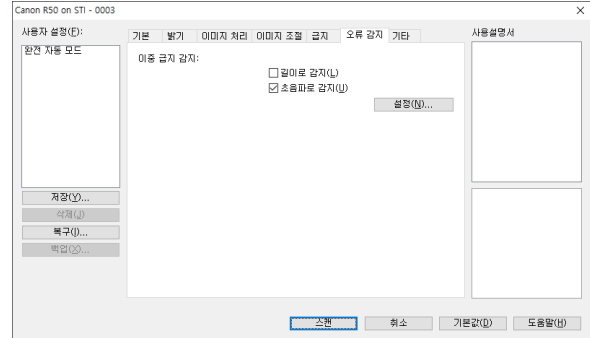 Canon R50 on STI - 0003
사용자 설정(F):
완전 자동 모드
저장(Y)...
삭제(J)
복구(I)...
백업(X)...
기본 밝기 이미지 처리 이미지 조절 급지 오류 감지 기타
이중 급지 감지:
길이로 감지(L)
초음파로 감지(U)
설정(N)...
사용설명서
스캔 취소 기본값(D) 도움말(H)